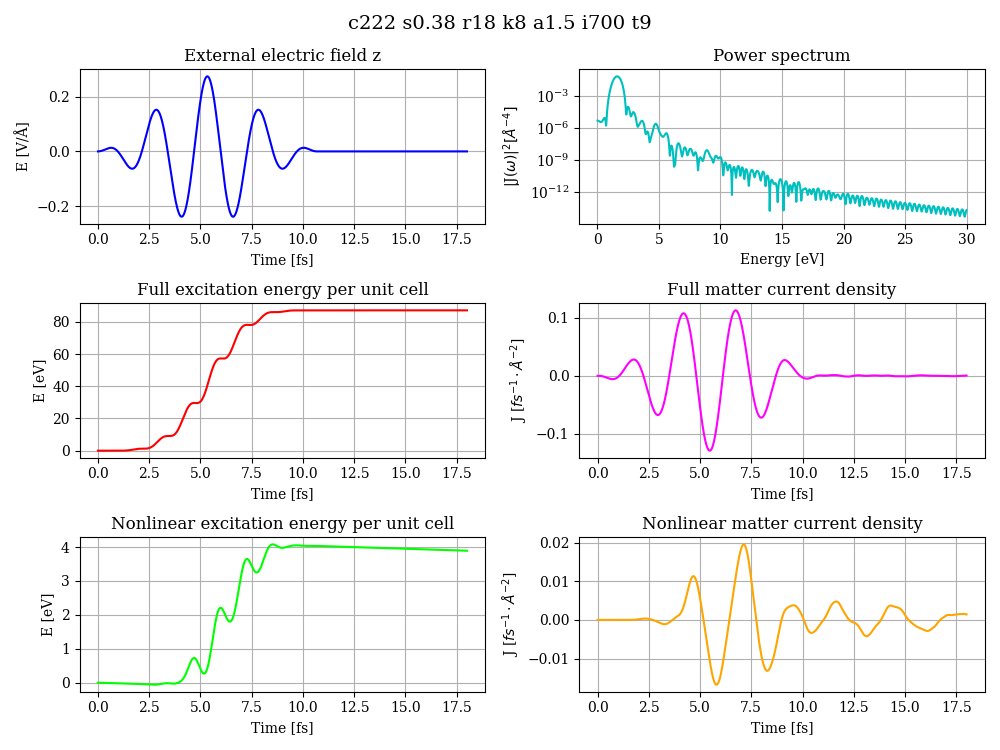 c222 s0.38 r18 k8 a1.5 i700 t9
External electric field z
E [V/Å]
0.2
0.0
−0.2
0.0 2.5 5.0 7.5 10.0 12.5 15.0 17.5
Time [fs]
Power spectrum
|J(ω)|²[Å⁻⁴]
10⁻³
10⁻⁶
10⁻⁹
10⁻¹²
0 5 10 15 20 25 30
Energy [eV]
Full excitation energy per unit cell
E [eV]
80
60
40
20
0
0.0 2.5 5.0 7.5 10.0 12.5 15.0 17.5
Time [fs]
Full matter current density
J [fs⁻¹ · Å⁻²]
0.1
0.0
−0.1
0.0 2.5 5.0 7.5 10.0 12.5 15.0 17.5
Time [fs]
Nonlinear excitation energy per unit cell
E [eV]
4
3
2
1
0
0.0 2.5 5.0 7.5 10.0 12.5 15.0 17.5
Time [fs]
Nonlinear matter current density
J [fs⁻¹ · Å⁻²]
0.02
0.01
0.00
−0.01
0.0 2.5 5.0 7.5 10.0 12.5 15.0 17.5
Time [fs]